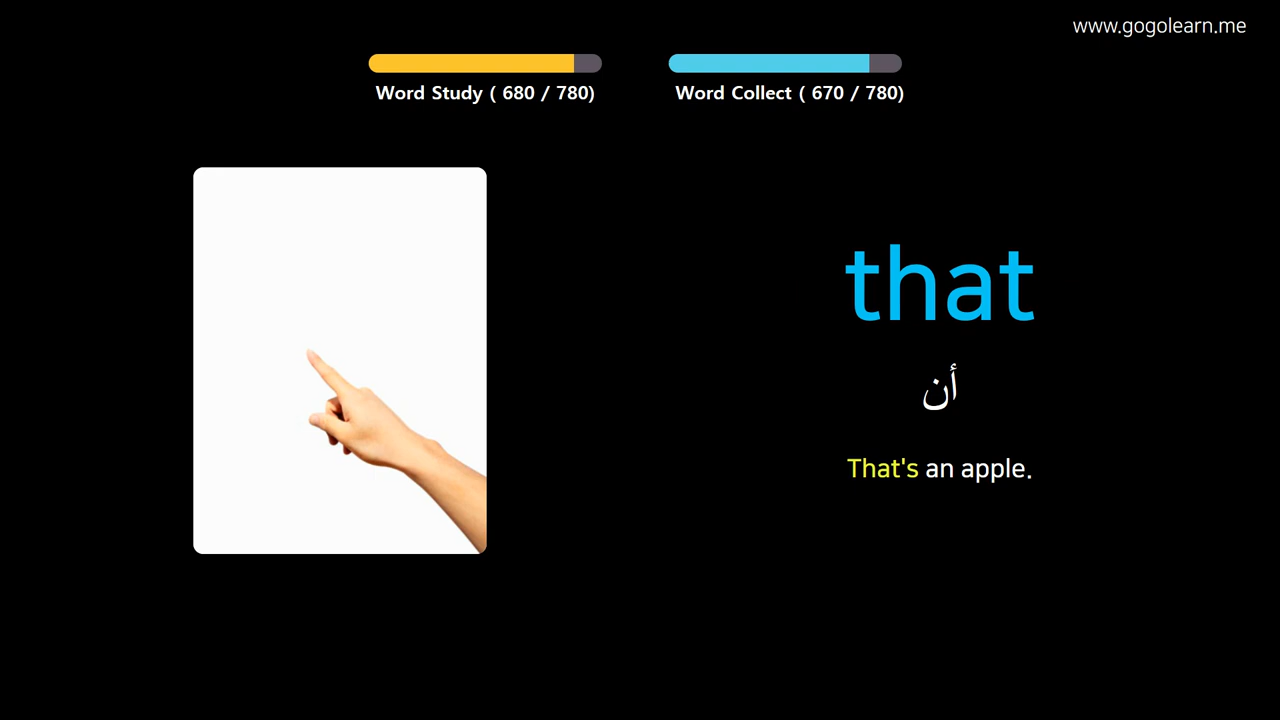 www.gogolearn.me
Word Study ( 680 / 780)
Word Collect ( 670 / 780)
that
أن
That's an apple.